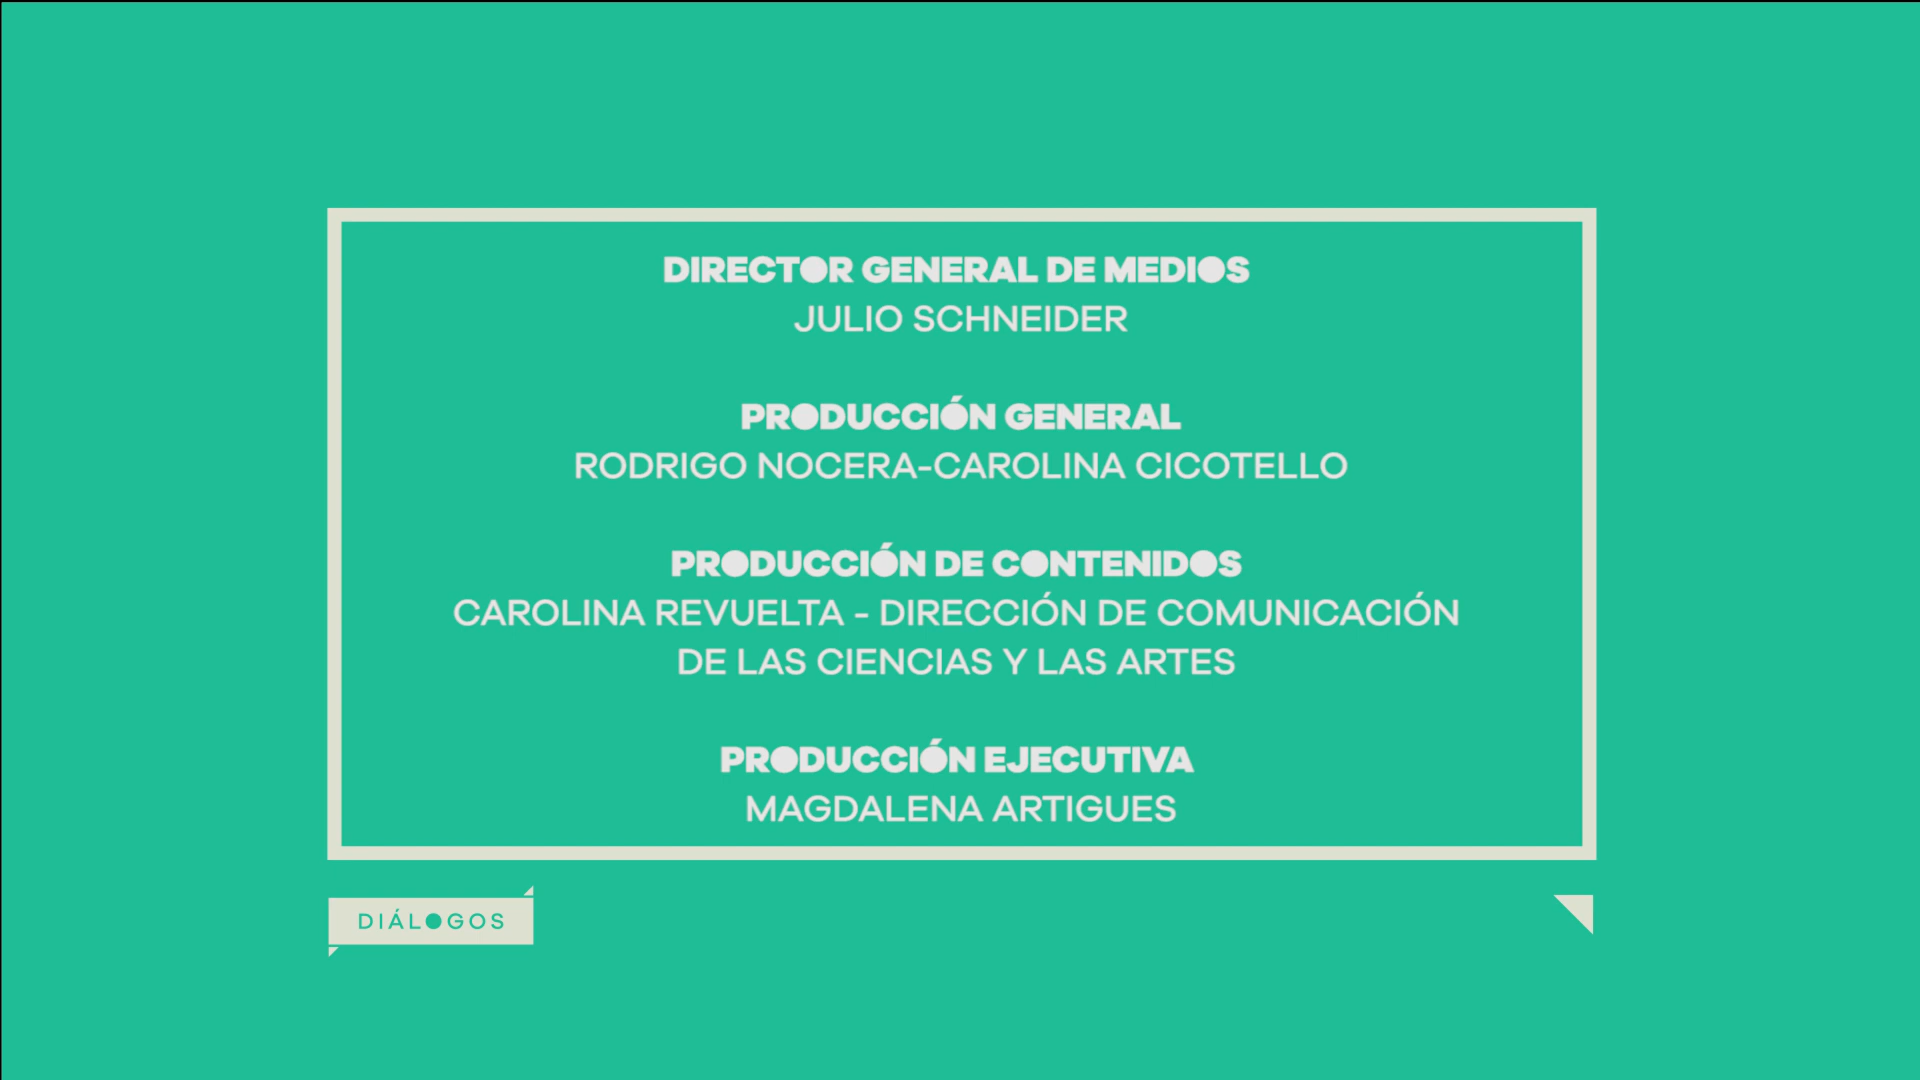 DIRECTOR GENERAL DE MEDIOS
JULIO SCHNEIDER
PRODUCCIÓN GENERAL
RODRIGO NOCERA-CAROLINA CICOTELLO
PRODUCCIÓN DE CONTENIDOS
CAROLINA REVUELTA - DIRECCIÓN DE COMUNICACIÓN
DE LAS CIENCIAS Y LAS ARTES
PRODUCCIÓN EJECUTIVA
MAGDALENA ARTIGUES
DIÁLOGOS